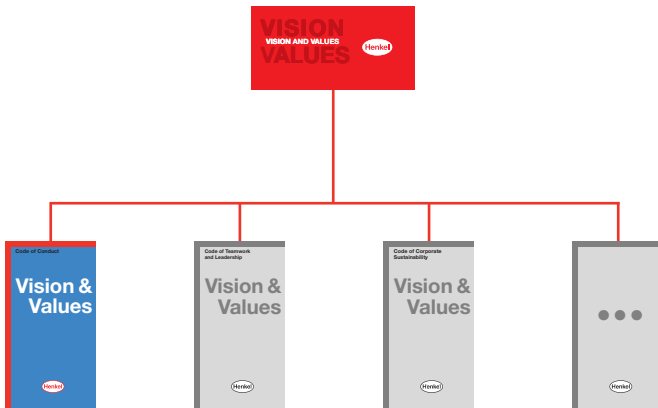 VISION
VISION AND VALUES
VALUES
Henkel
Code of Conduct
Vision &
Values
Henkel
Code of Teamwork
and Leadership
Vision &
Values
Henkel
Code of Corporate
Sustainability
Vision &
Values
Henkel
●●●
Henkel